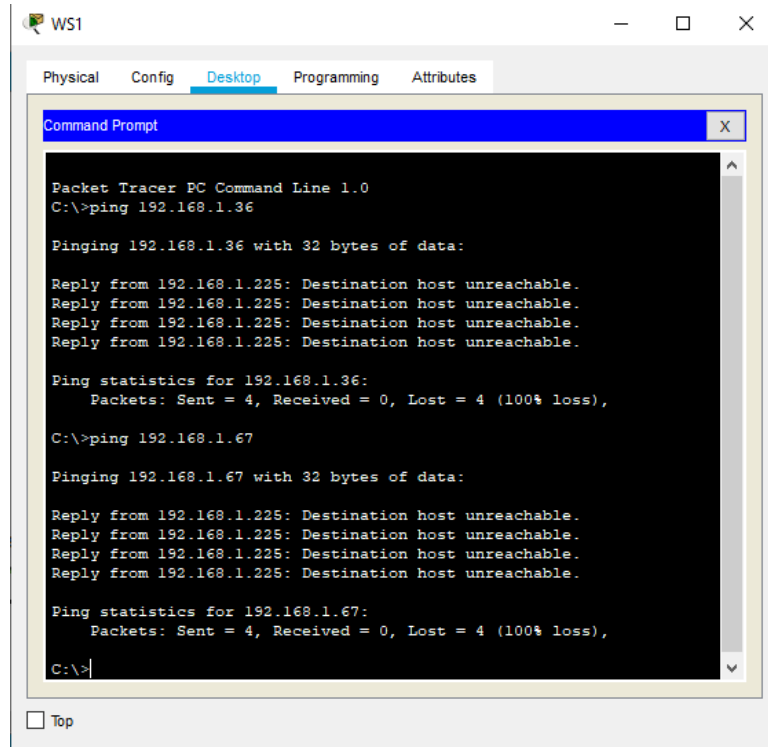 WS1
Physical Config Desktop Programming Attributes
Command Prompt X
Packet Tracer PC Command Line 1.0
C:\>ping 192.168.1.36
Pinging 192.168.1.36 with 32 bytes of data:
Reply from 192.168.1.225: Destination host unreachable.
Reply from 192.168.1.225: Destination host unreachable.
Reply from 192.168.1.225: Destination host unreachable.
Reply from 192.168.1.225: Destination host unreachable.
Ping statistics for 192.168.1.36:
Packets: Sent = 4, Received = 0, Lost = 4 (100% loss),
C:\>ping 192.168.1.67
Pinging 192.168.1.67 with 32 bytes of data:
Reply from 192.168.1.225: Destination host unreachable.
Reply from 192.168.1.225: Destination host unreachable.
Reply from 192.168.1.225: Destination host unreachable.
Reply from 192.168.1.225: Destination host unreachable.
Ping statistics for 192.168.1.67:
Packets: Sent = 4, Received = 0, Lost = 4 (100% loss),
C:\>
Top